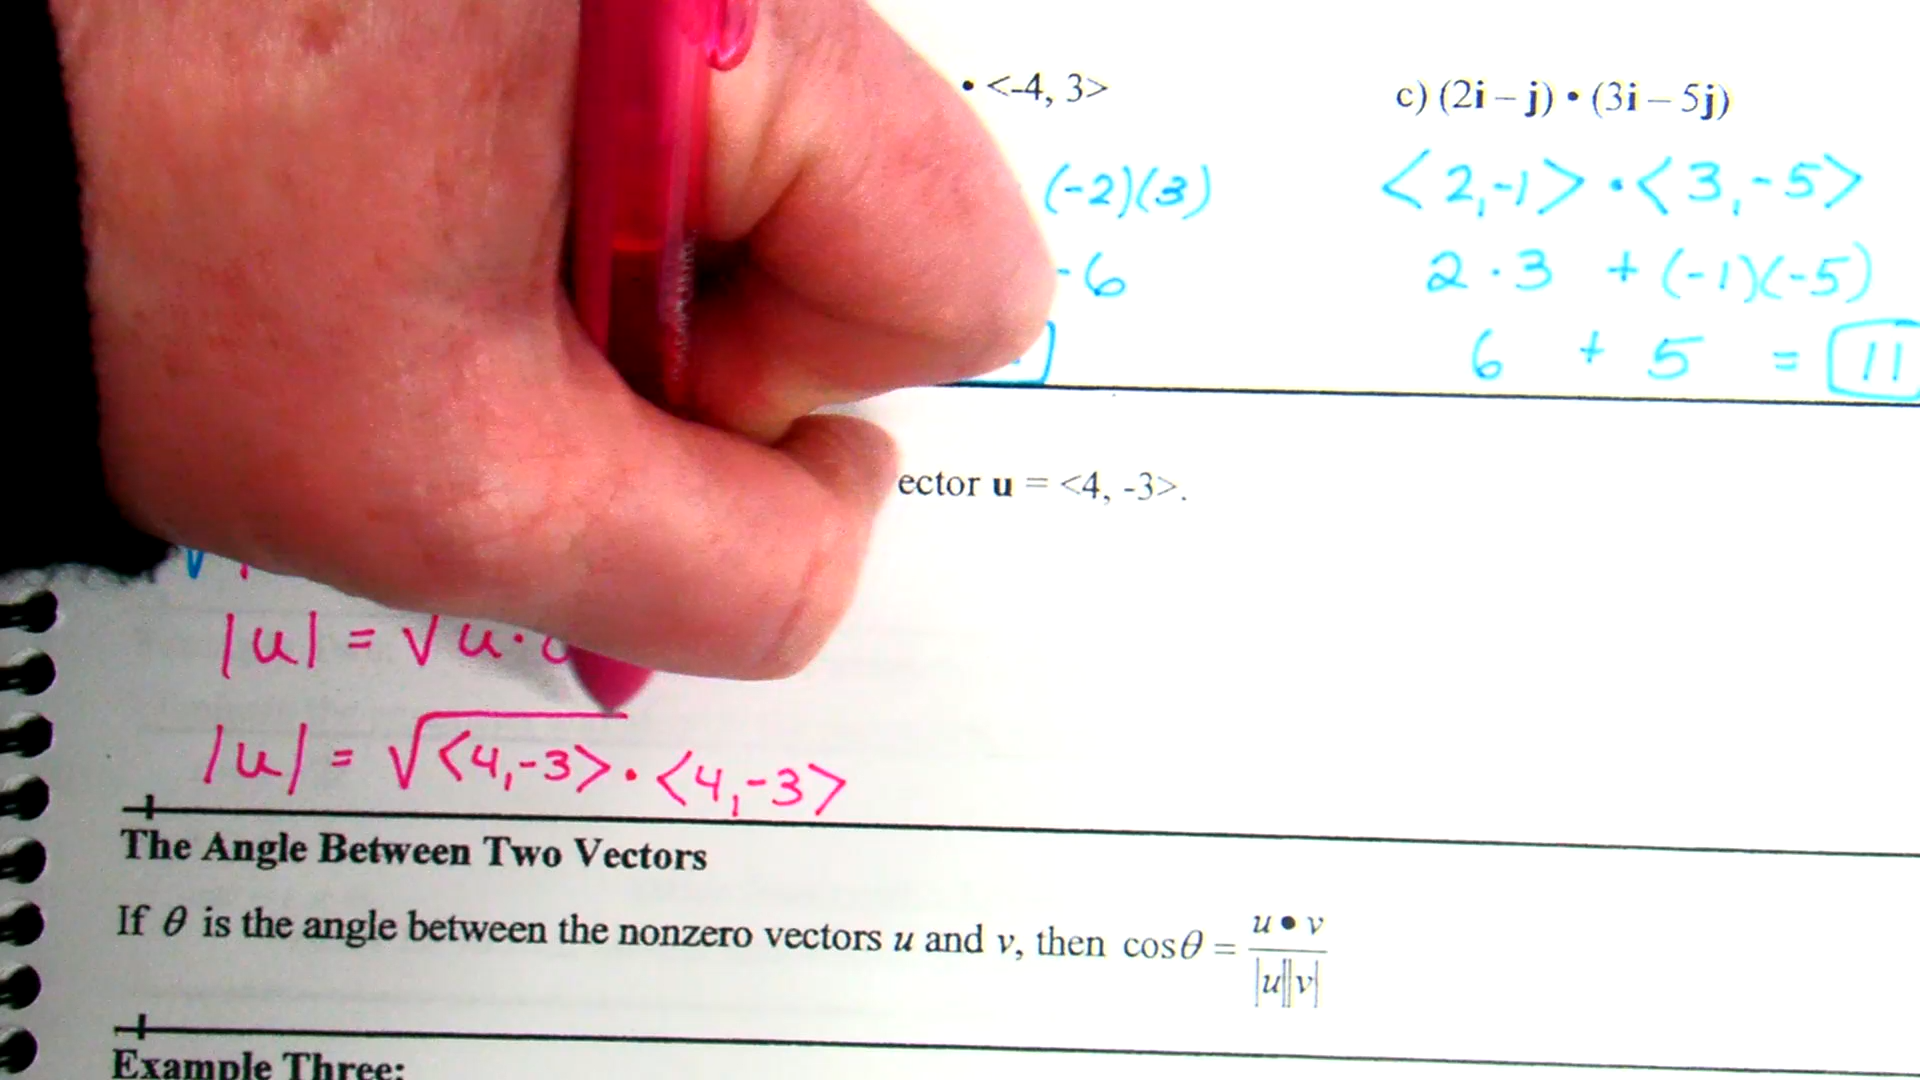 • <-4, 3>
c) (2i – j) • (3i – 5j)
(-2)(3)
<2,-1> · <3,-5>
-6
2 · 3 + (-1)(-5)
6 + 5 = 11
ector u = <4, -3>.
|u| = √u ·
|u| = √<4,-3> · <4,-3>
The Angle Between Two Vectors
If θ is the angle between the nonzero vectors u and v, then cosθ = u • v / |u||v|
Example Three: